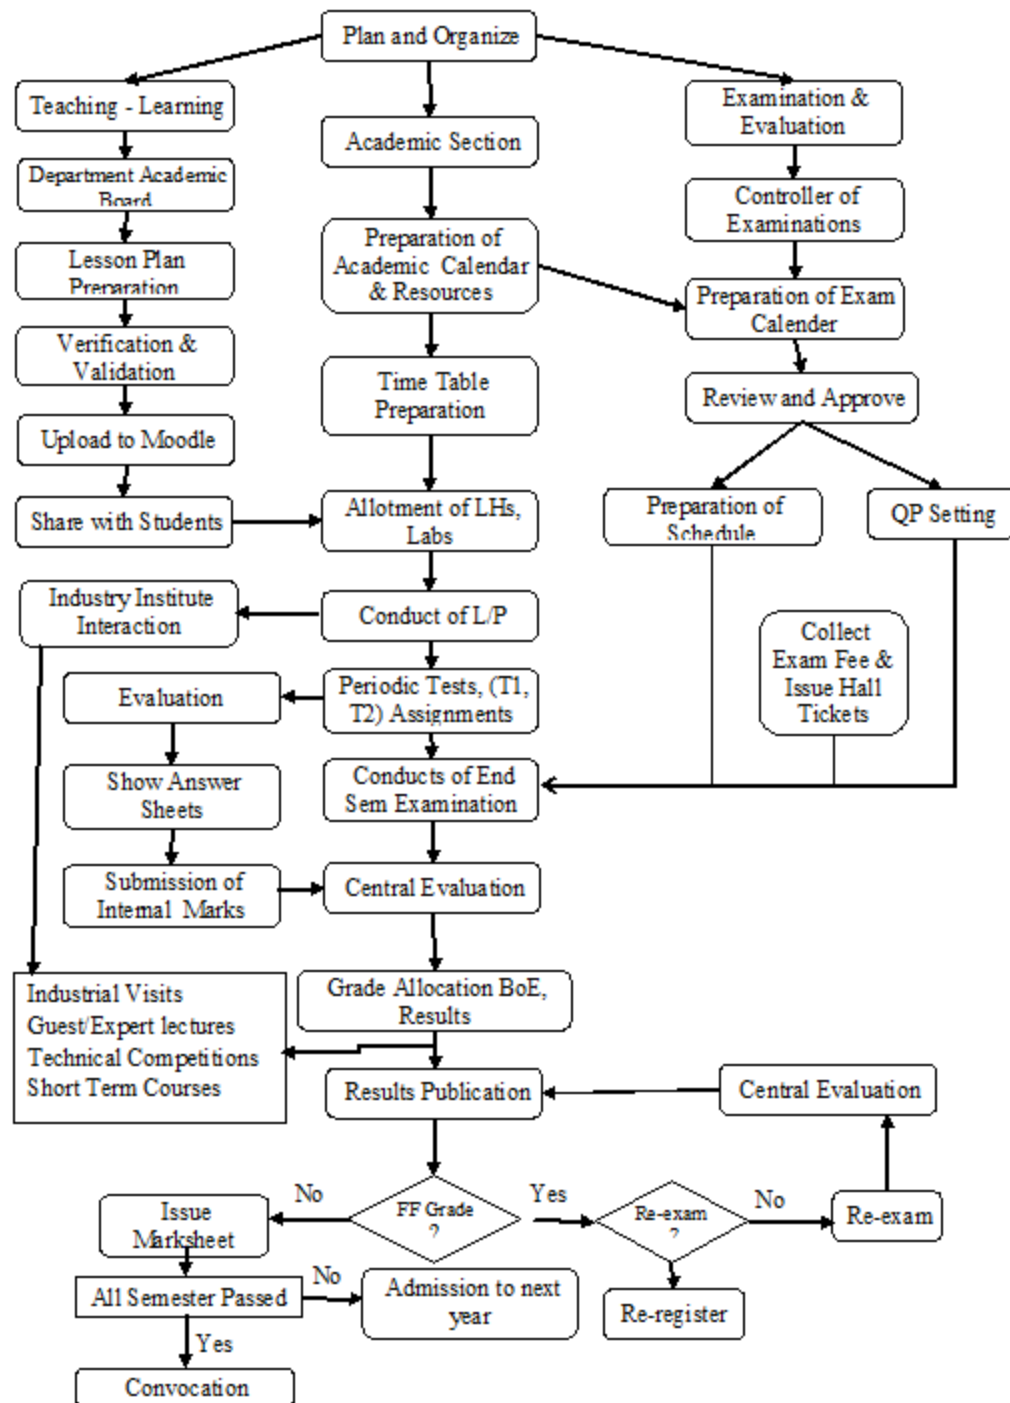 Plan and Organize
Teaching - Learning
Academic Section
Examination &
Evaluation
Department Academic
Board
Controller of
Examinations
Lesson Plan
Preparation
Preparation of
Academic Calendar
& Resources
Preparation of Exam
Calender
Verification &
Validation
Time Table
Preparation
Review and Approve
Upload to Moodle
Share with Students
Allotment of LHs,
Labs
Preparation of
Schedule
QP Setting
Industry Institute
Interaction
Conduct of L/P
Collect
Exam Fee &
Issue Hall
Tickets
Evaluation
Periodic Tests, (T1,
T2) Assignments
Show Answer
Sheets
Conducts of End
Sem Examination
Submission of
Internal Marks
Central Evaluation
Industrial Visits
Guest/Expert lectures
Technical Competitions
Short Term Courses
Grade Allocation BoE,
Results
Results Publication
Central Evaluation
No
FF Grade
?
Yes
Re-exam
?
No
Re-exam
Issue
Marksheet
All Semester Passed
No
Admission to next
year
Re-register
Yes
Convocation